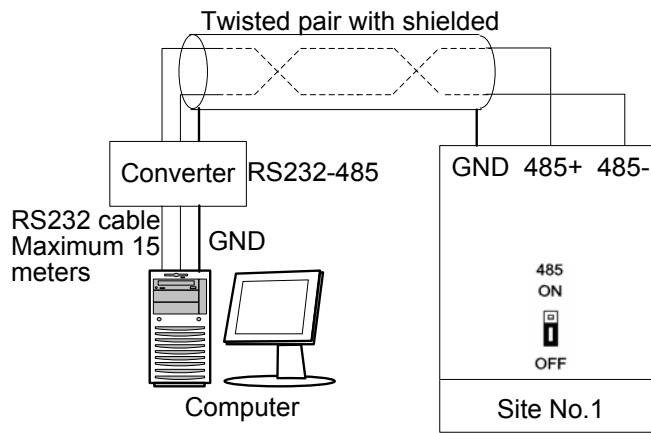 Twisted pair with shielded
Converter
RS232-485
GND 485+ 485-
RS232 cable
Maximum 15
meters
GND
485
ON
OFF
Computer
Site No.1